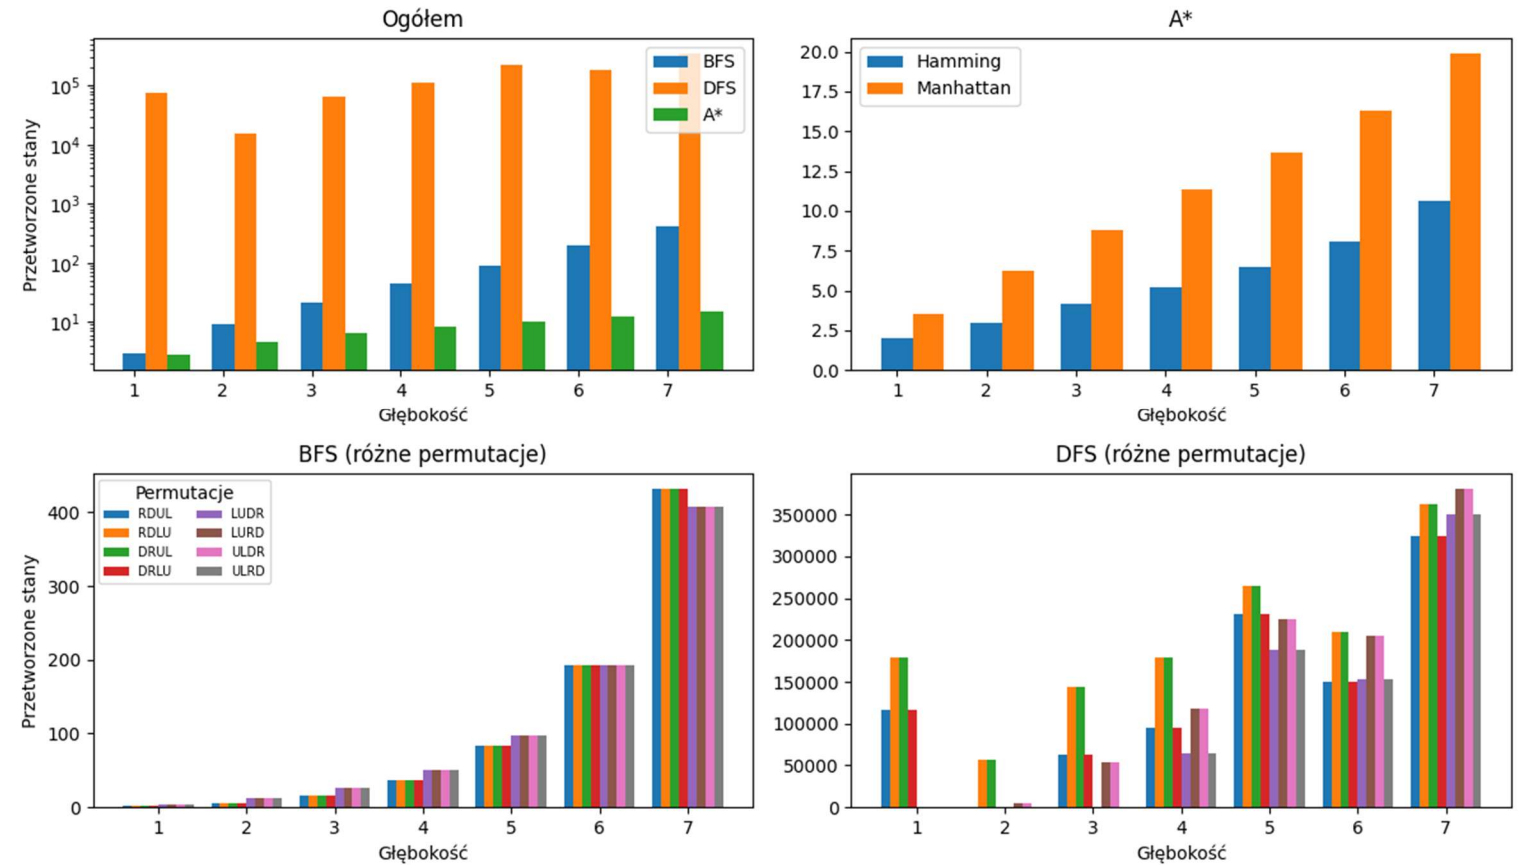 Ogółem
Przetworzone stany
10^5
10^4
10^3
10^2
10^1
BFS
DFS
A*
1 2 3 4 5 6 7
Głębokość
A*
20.0
17.5
15.0
12.5
10.0
7.5
5.0
2.5
0.0
Hamming
Manhattan
1 2 3 4 5 6 7
Głębokość
BFS (różne permutacje)
Przetworzone stany
400
300
200
100
0
Permutacje
RDUL LUDR
RDLU LURD
DRUL ULDR
DRLU ULRD
1 2 3 4 5 6 7
Głębokość
DFS (różne permutacje)
350000
300000
250000
200000
150000
100000
50000
0
1 2 3 4 5 6 7
Głębokość